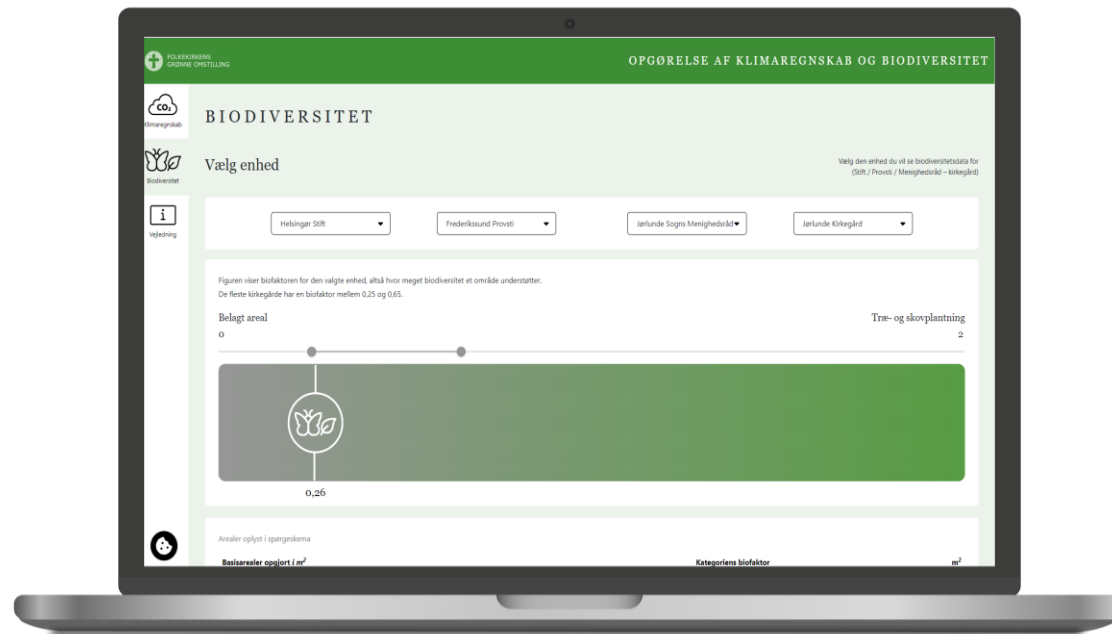 FOLKEKIRKENS
GRØNNE OMSTILLING
OPGØRELSE AF KLIMAREGNSKAB OG BIODIVERSITET
CO₂
Klimaregnskab
BIODIVERSITET
Biodiversitet
Vælg enhed
Vælg den enhed du vil se biodiversitetsdata for
(Stift / Provsti / Menighedsråd – kirkegård)
i
Vejledning
Helsingør Stift
Frederikssund Provsti
Jørlunde Sogns Menighedsråd
Jørlunde Kirkegård
Figuren viser biofaktoren for den valgte enhed, altså hvor meget biodiversitet et område understøtter.
De fleste kirkegårde har en biofaktor mellem 0,25 og 0,65.
Belagt areal
Træ- og skovplantning
0
2
0,26
Arealer oplyst i spørgeskema
Basisarealer opgjort i m²
Kategoriens biofaktor
m²